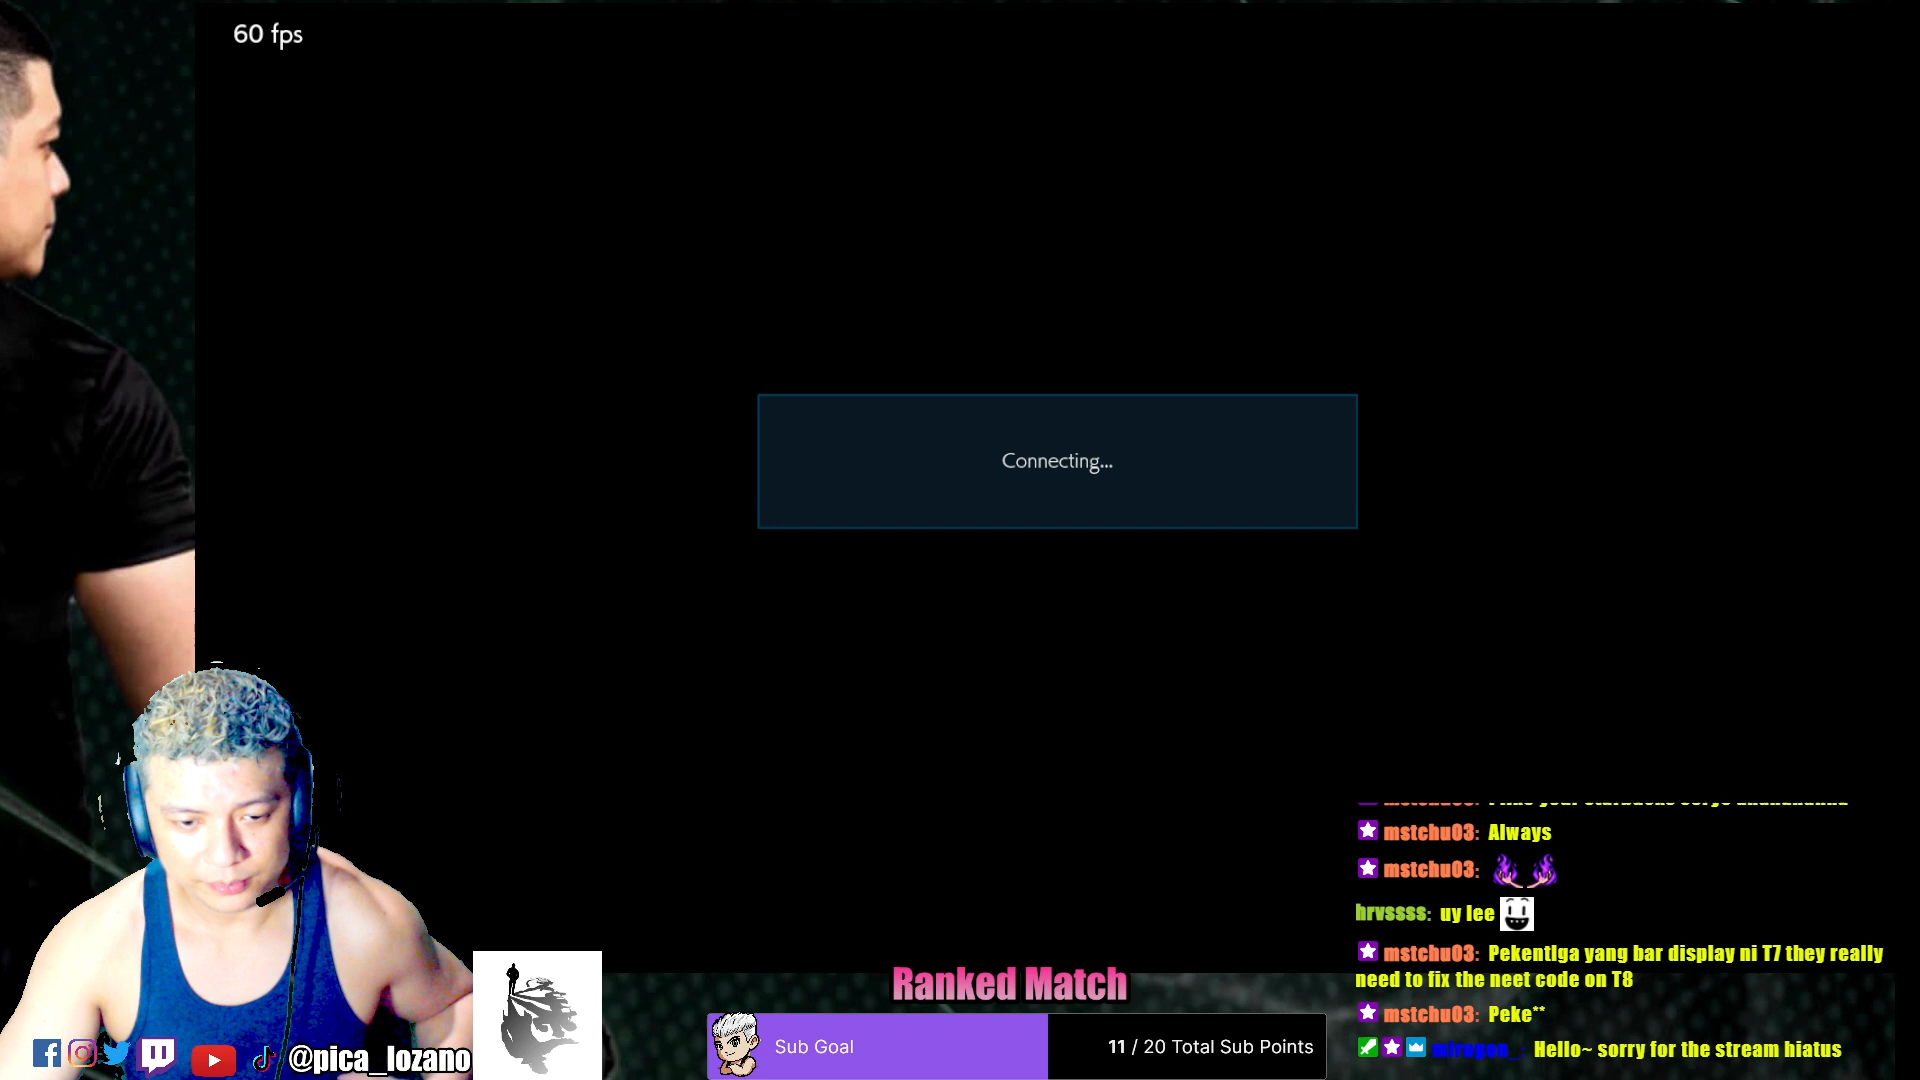 60 fps
Connecting...
mstchu03: Always
mstchu03:
hrvssss: uy lee
mstchu03: PekentIga yang bar display ni T7 they really
need to fix the neet code on T8
mstchu03: Peke**
Hello~ sorry for the stream hiatus
Ranked Match
Sub Goal
11 / 20 Total Sub Points
@pica_lozano